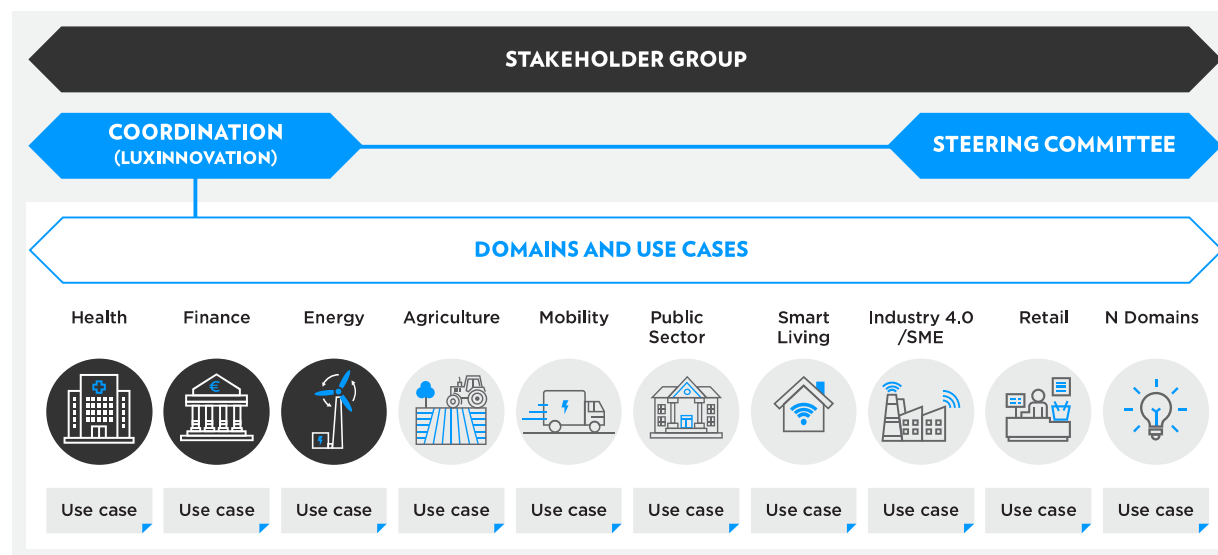 STAKEHOLDER GROUP
COORDINATION
(LUXINNOVATION)
STEERING COMMITTEE
DOMAINS AND USE CASES
Health
Finance
Energy
Agriculture
Mobility
Public
Sector
Smart
Living
Industry 4.0
/SME
Retail
N Domains
€
Use case
Use case
Use case
Use case
Use case
Use case
Use case
Use case
Use case
Use case